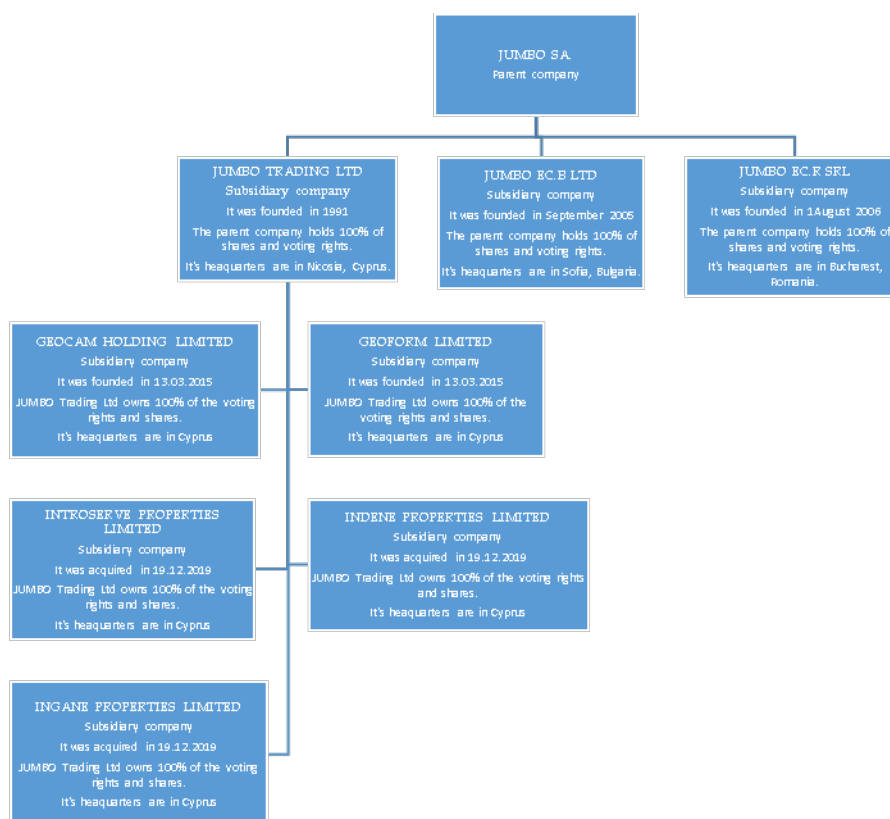 JUMBO S.A.
Parent company
JUMBO TRADING LTD
Subsidiary company
It was founded in 1991
The parent company holds 100% of
shares and voting rights.
It's heaquarters are in Nicosia, Cyprus.
JUMBO EC.B LTD
Subsidiary company
It was founded in September 2005
The parent company holds 100% of
shares and voting rights.
It's heaquarters are in Sofia, Bulgaria.
JUMBO EC.R SRL
Subsidiary company
It was founded in 1August 2006
The parent company holds 100% of
shares and voting rights.
It's heaquarters are in Bucharest,
Romania.
GEOCAM HOLDING LIMITED
Subsidiary company
It was founded in 13.03.2015
JUMBO Trading Ltd owns 100% of the voting
rights and shares.
It's heaquarters are in Cyprus
GEOFORM LIMITED
Subsidiary company
It was founded in 13.03.2015
JUMBO Trading Ltd owns 100% of the
voting rights and shares.
It's heaquarters are in Cyprus
INTROSERVE PROPERTIES
LIMITED
Subsidiary company
It was acquired in 19.12.2019
JUMBO Trading Ltd owns 100% of the voting
rights and shares.
It's heaquarters are in Cyprus
INDENE PROPERTIES LIMITED
Subsidiary company
It was acquired in 19.12.2019
JUMBO Trading Ltd owns 100% of the voting rights
and shares.
It's heaquarters are in Cyprus
INGANE PROPERTIES LIMITED
Subsidiary company
It was acquired in 19.12.2019
JUMBO Trading Ltd owns 100% of the voting
rights and shares.
It's heaquarters are in Cyprus